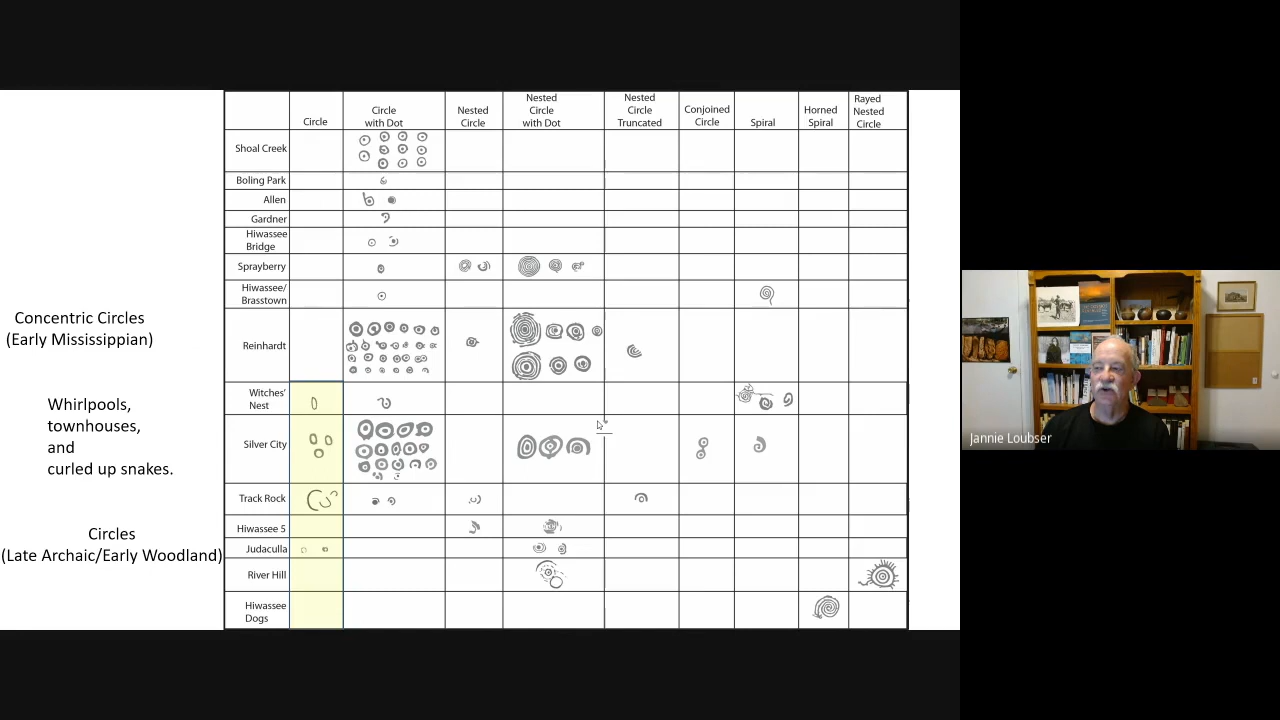 Circle
Circle
with Dot
Nested
Circle
Nested
Circle
with Dot
Nested
Circle
Truncated
Conjoined
Circle
Spiral
Horned
Spiral
Rayed
Nested
Circle
Shoal Creek
Boling Park
Allen
Gardner
Hiwassee
Bridge
Sprayberry
Hiwassee/
Brasstown
Reinhardt
Witches'
Nest
Silver City
Track Rock
Hiwassee 5
Judaculla
River Hill
Hiwassee
Dogs
Concentric Circles
(Early Mississippian)
Whirlpools,
townhouses,
and
curled up snakes.
Circles
(Late Archaic/Early Woodland)
Jannie Loubser